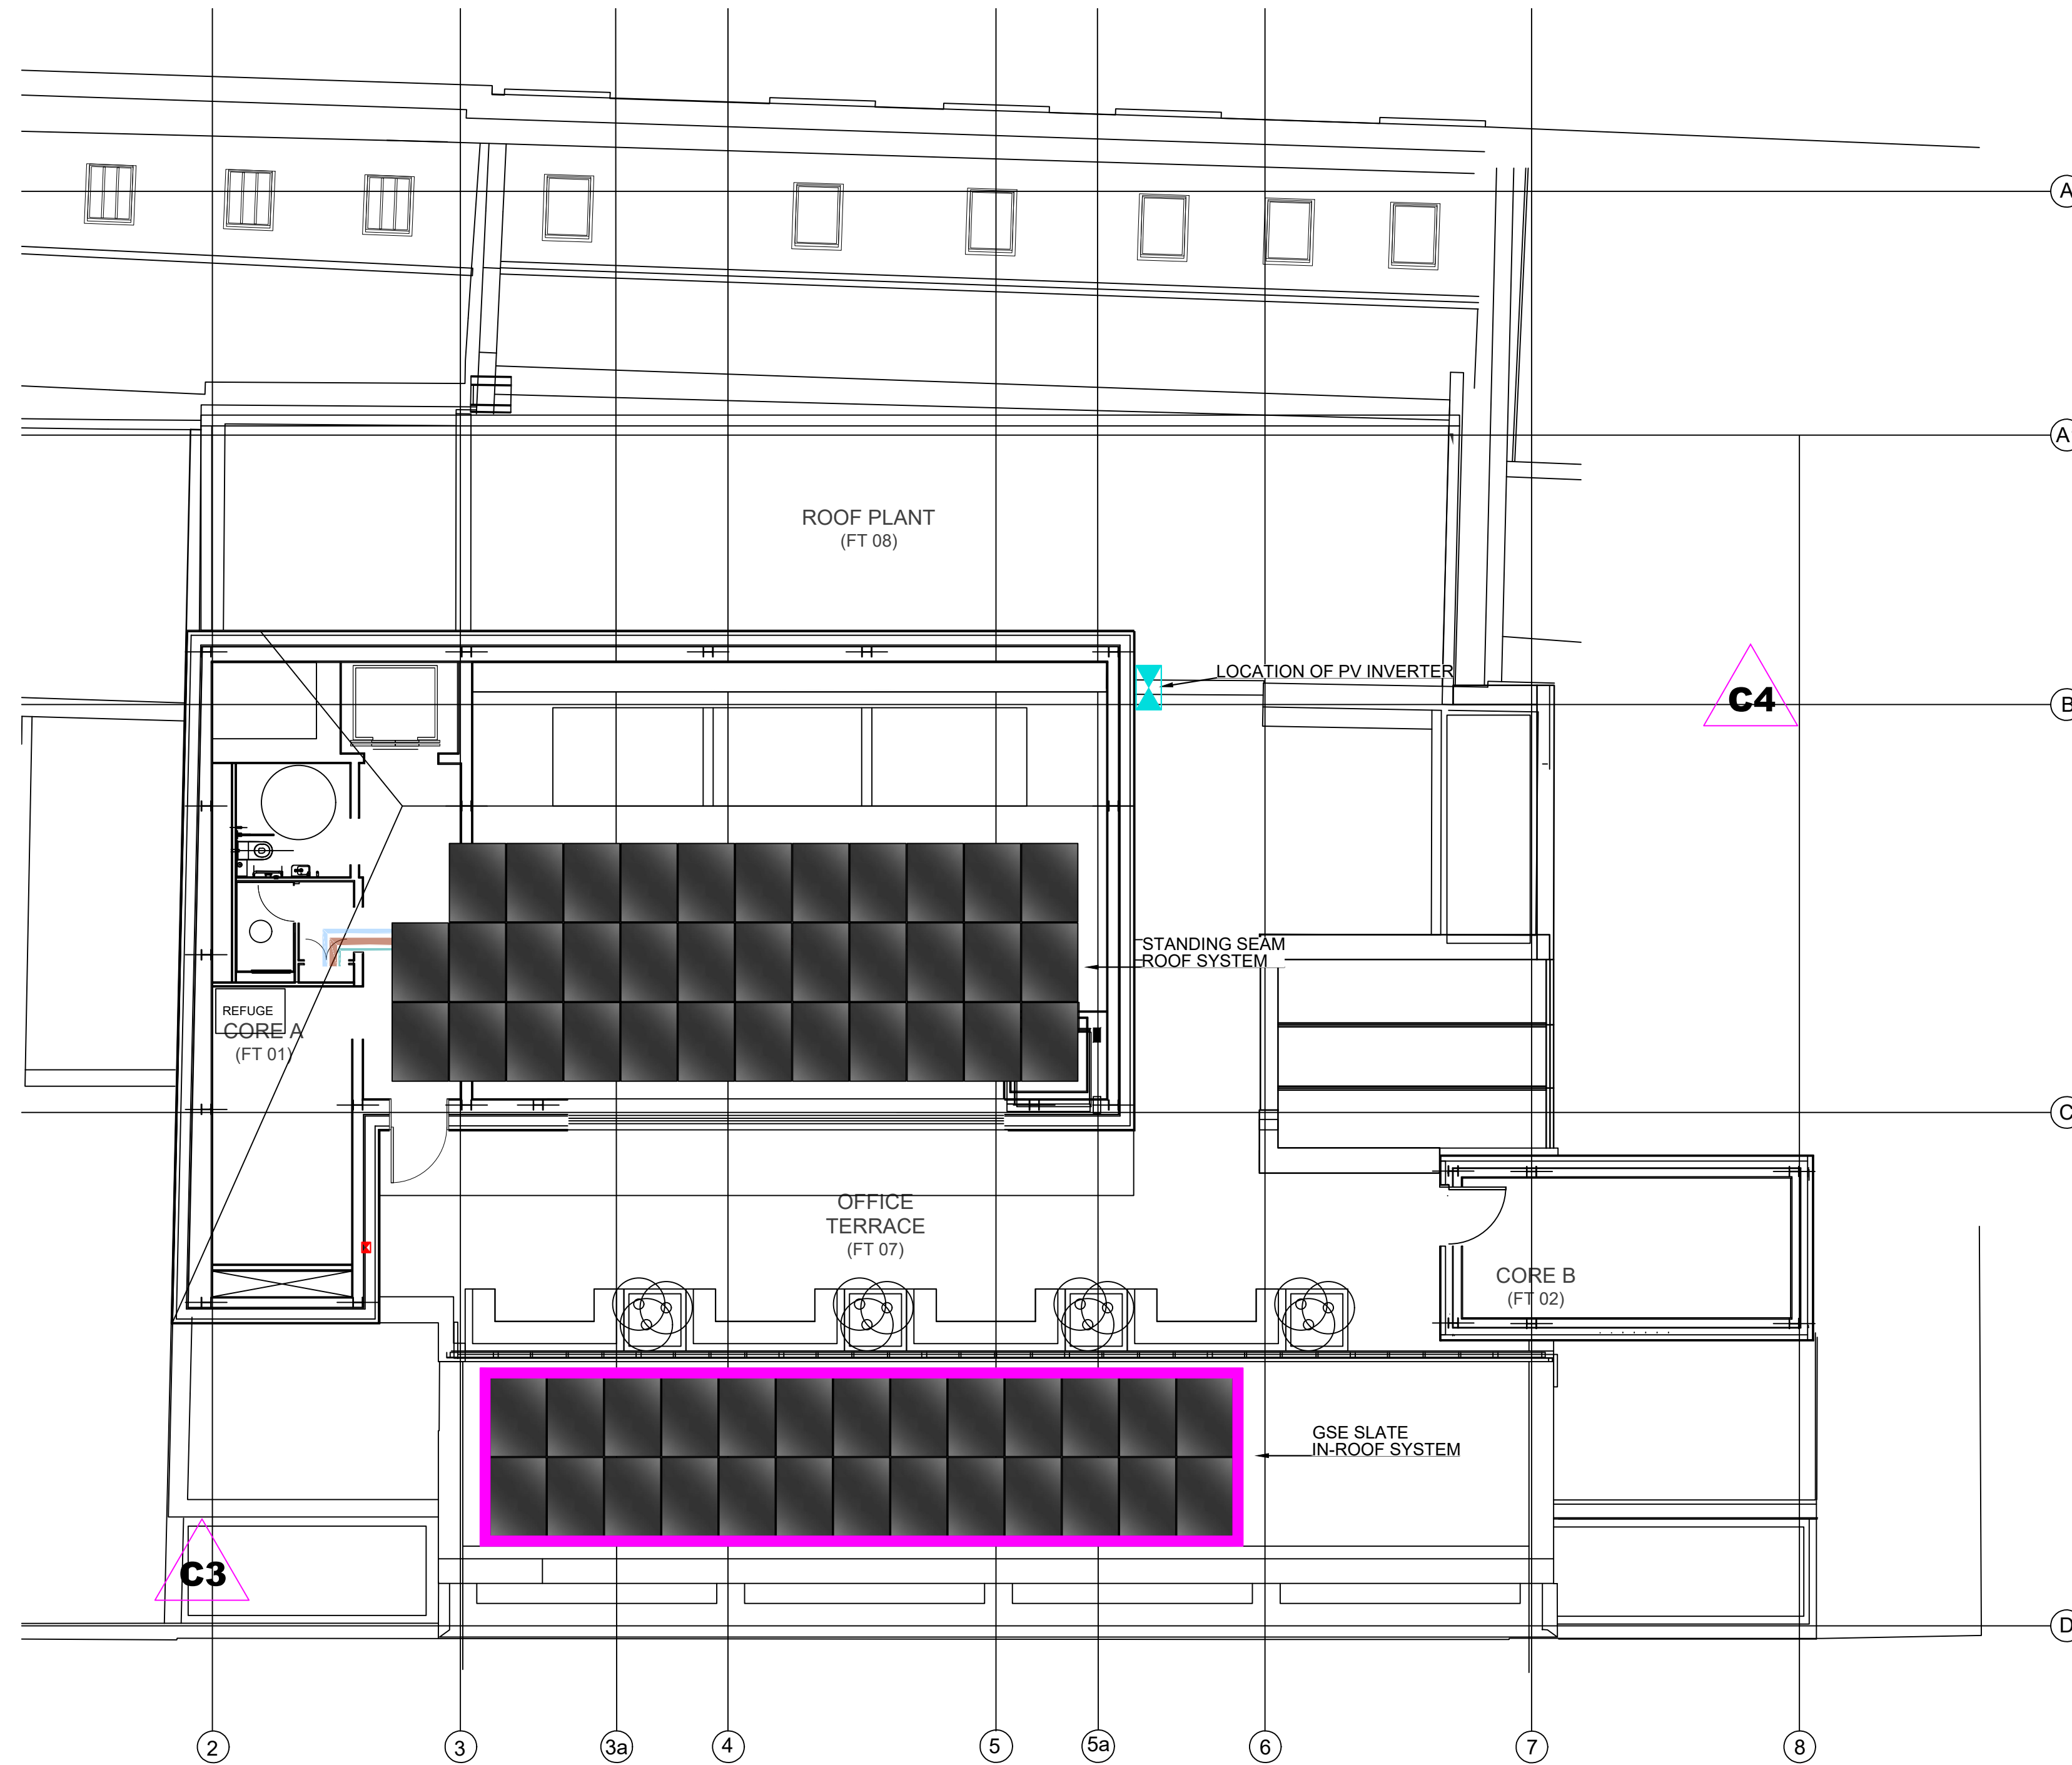 A
A
ROOF PLANT
(FT 08)
LOCATION OF PV INVERTER
B
C4
STANDING SEAM
ROOF SYSTEM
REFUGE
CORE A
(FT 01)
C
OFFICE
TERRACE
(FT 07)
CORE B
(FT 02)
GSE SLATE
IN-ROOF SYSTEM
C3
D
2
3
3a
4
5
5a
6
7
8